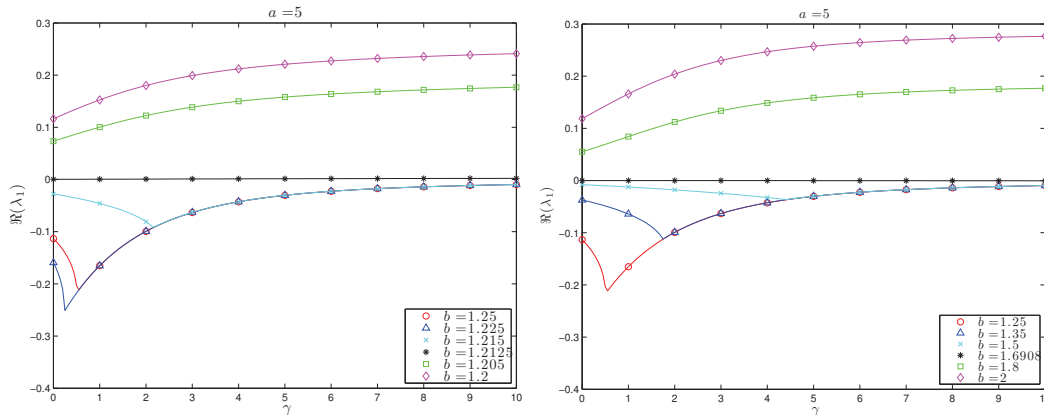 a = 5
0.3
0.2
0.1
0
−0.1
−0.2
−0.3
−0.4
ℜ(λ₁)
0 1 2 3 4 5 6 7 8 9 10
γ
b = 1.25
b = 1.225
b = 1.215
b = 1.2125
b = 1.205
b = 1.2
a = 5
0.3
0.2
0.1
0
−0.1
−0.2
−0.3
−0.4
ℜ(λ₁)
0 1 2 3 4 5 6 7 8 9 10
γ
b = 1.25
b = 1.35
b = 1.5
b = 1.6908
b = 1.8
b = 2